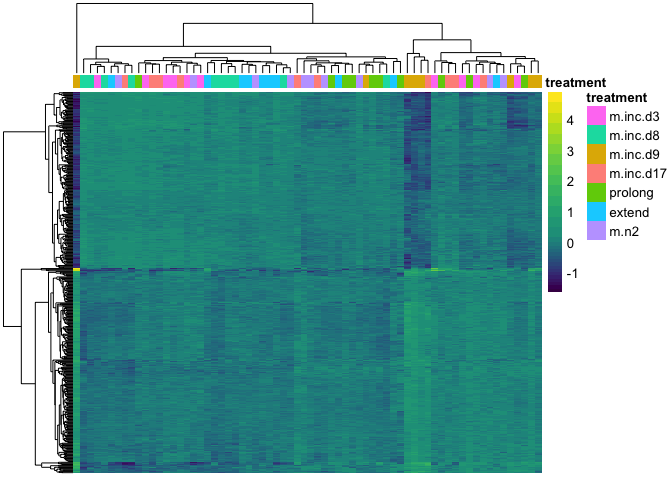 treatment
treatment
4
3
2
1
0
-1
m.inc.d3
m.inc.d8
m.inc.d9
m.inc.d17
prolong
extend
m.n2